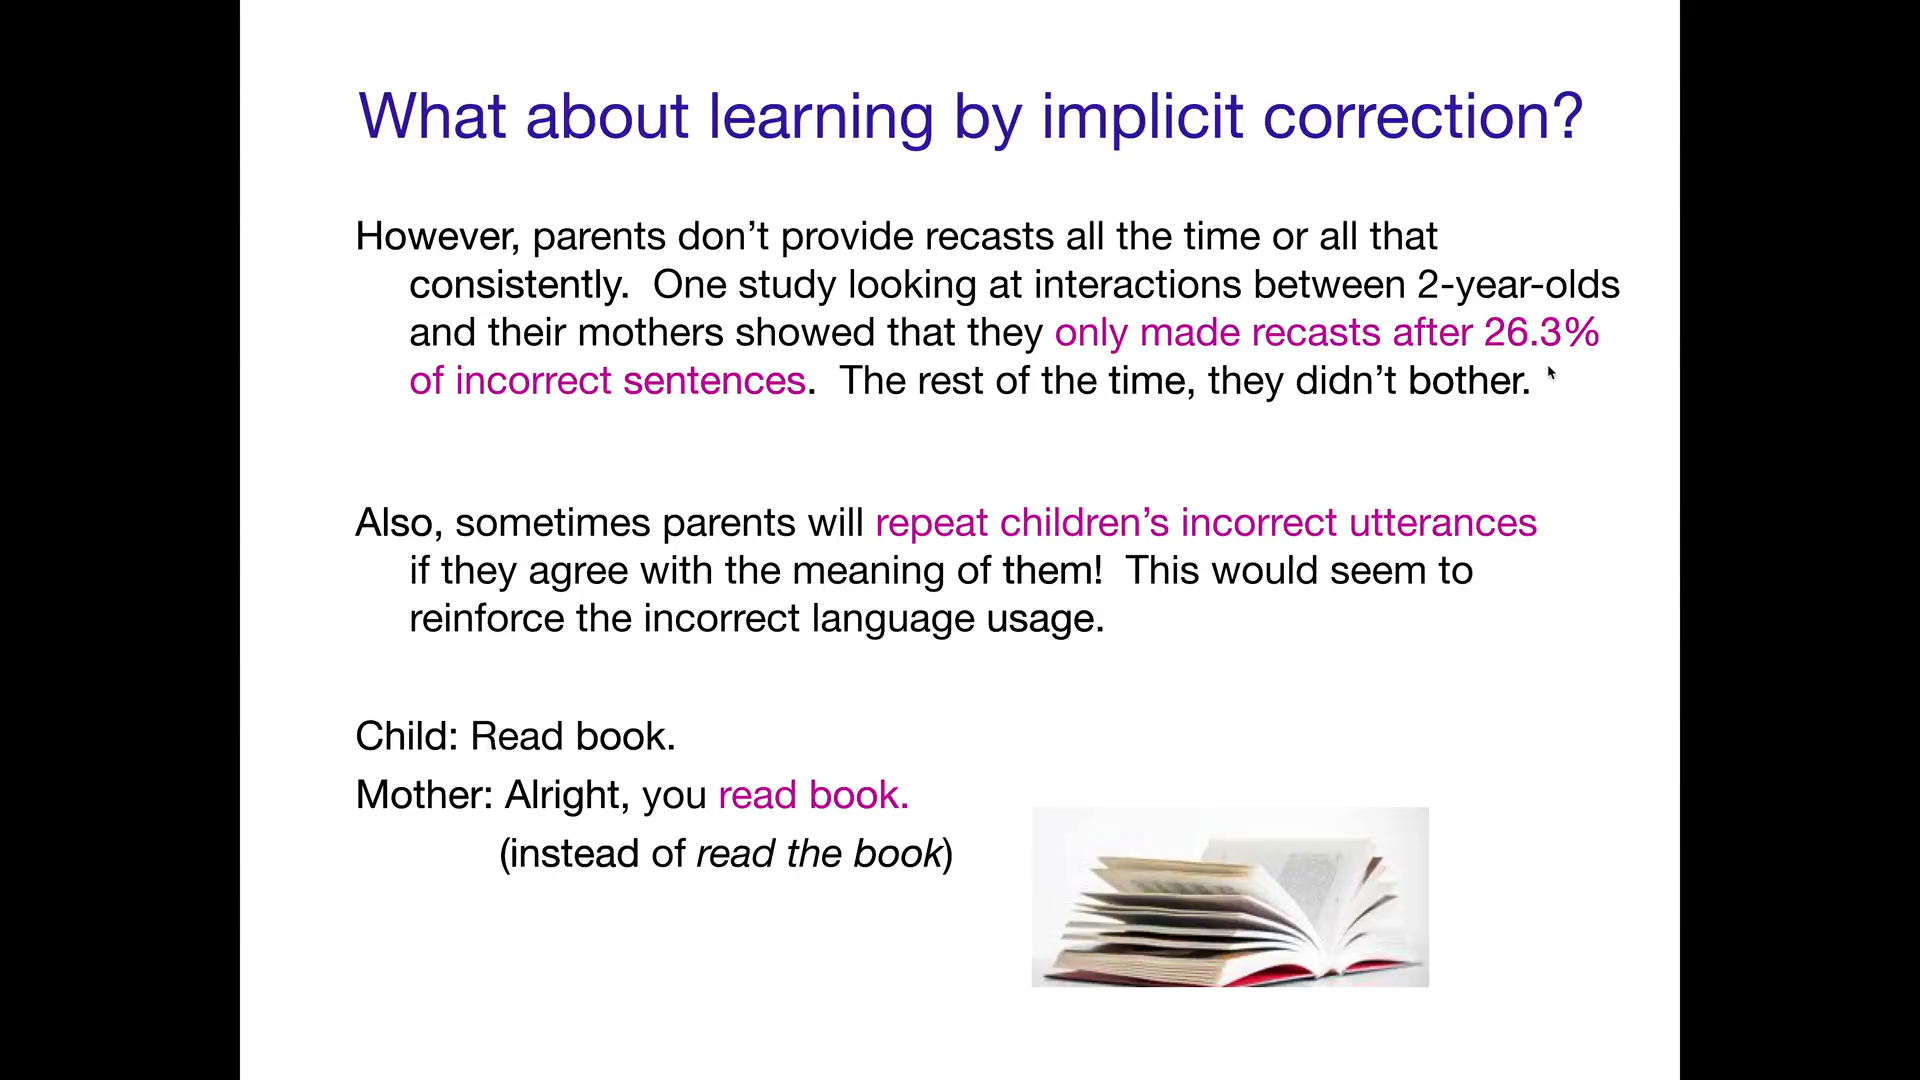 What about learning by implicit correction?
However, parents don’t provide recasts all the time or all that
consistently.  One study looking at interactions between 2-year-olds
and their mothers showed that they only made recasts after 26.3%
of incorrect sentences.  The rest of the time, they didn’t bother.
Also, sometimes parents will repeat children’s incorrect utterances
if they agree with the meaning of them!  This would seem to
reinforce the incorrect language usage.
Child: Read book.
Mother: Alright, you read book.
(instead of read the book)